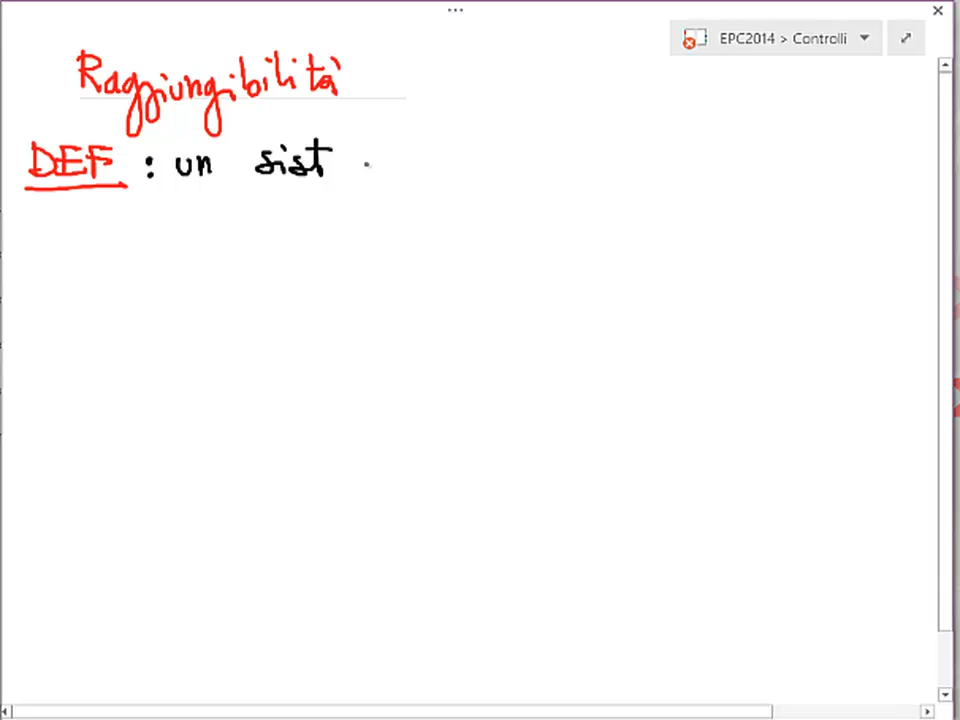 EPC2014 > Controlli
Raggiungibilità
DEF : un sist